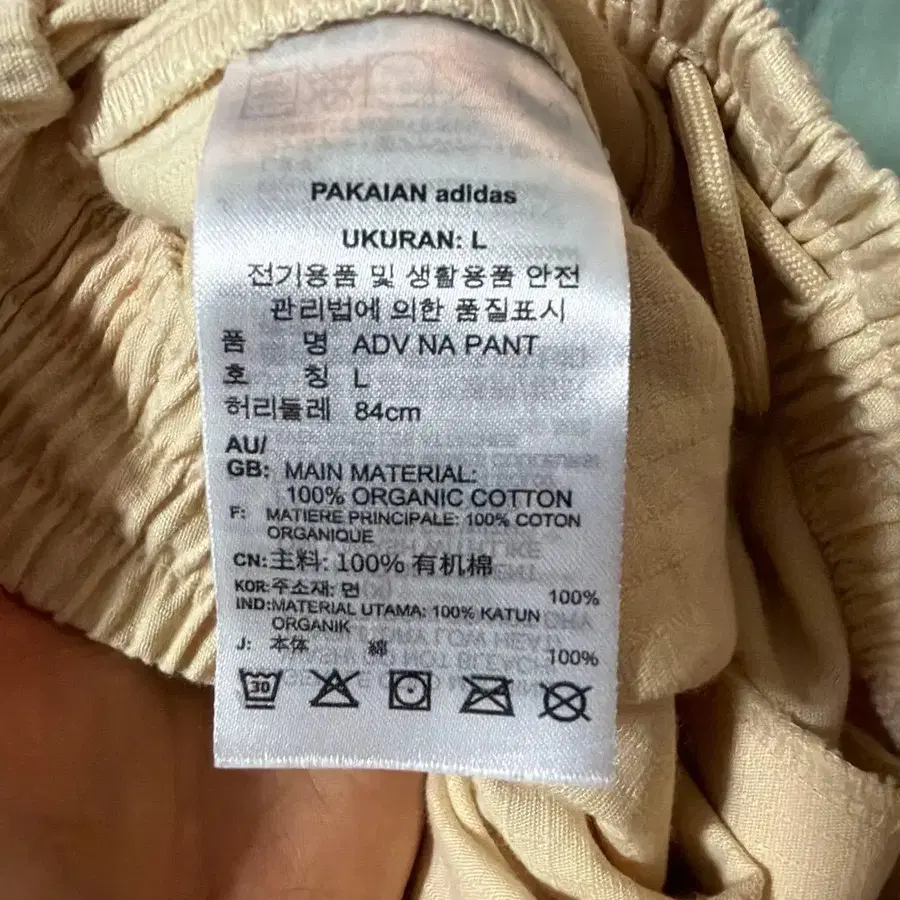 PAKAIAN adidas
UKURAN: L
전기용품 및 생활용품 안전
관리법에 의한 품질표시
품 명 ADV NA PANT
호 칭 L
허리둘레 84cm
AU/
GB: MAIN MATERIAL:
100% ORGANIC COTTON
F: MATIERE PRINCIPALE: 100% COTON
ORGANIQUE
CN:主料: 100% 有机棉
KOR:주소재: 면 100%
IND:MATERIAL UTAMA: 100% KATUN
ORGANIK
J: 本体 綿 100%
30